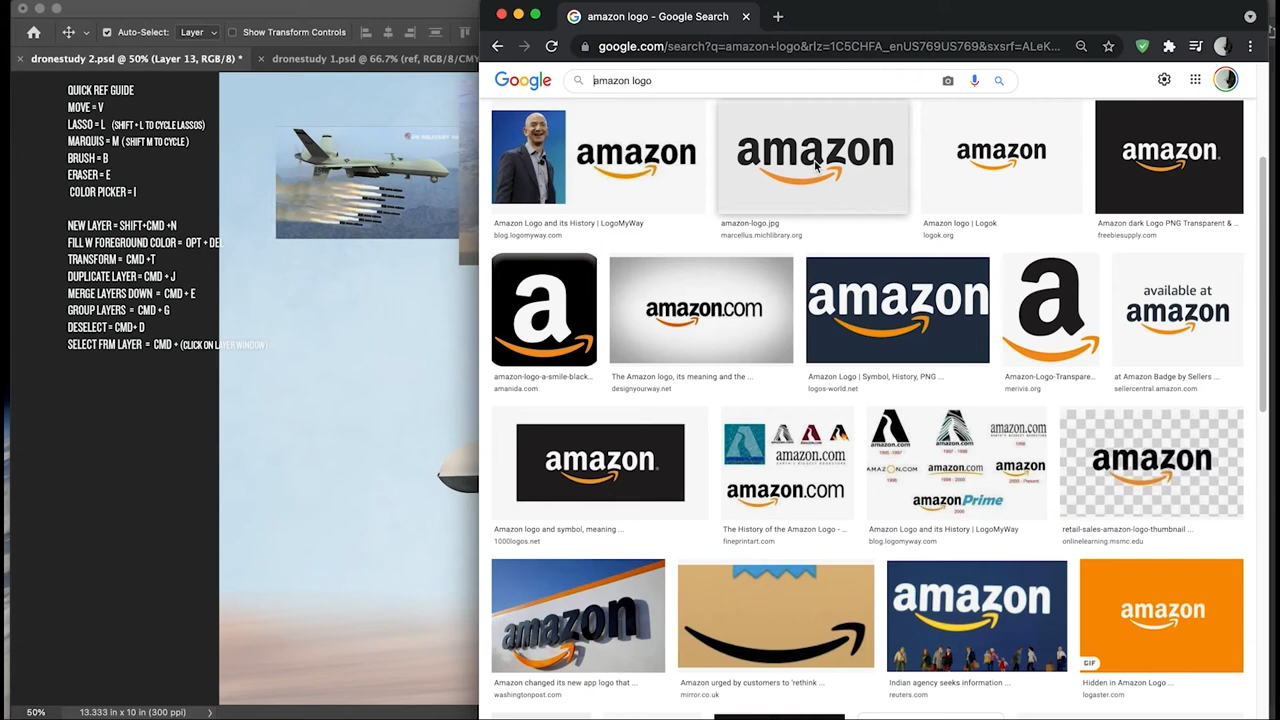 Auto-Select:
Layer
Show Transform Controls
dronestudy 2.psd @ 50% (Layer 13, RGB/8) *
dronestudy 1.psd @ 66.7% (ref, RGB/8/CMY
QUICK REF GUIDE
MOVE = V
LASSO = L (SHIFT + L TO CYCLE LASSOS)
MARQUIS = M ( SHIFT M TO CYCLE )
BRUSH = B
ERASER = E
COLOR PICKER = I
NEW LAYER = SHIFT+CMD +N
FILL W FOREGROUND COLOR = OPT + DEL
TRANSFORM = CMD +T
DUPLICATE LAYER = CMD + J
MERGE LAYERS DOWN = CMD + E
GROUP LAYERS = CMD + G
DESELECT = CMD+ D
SELECT FRM LAYER = CMD + (CLICK ON LAYER WINDOW)
50%
13.333 in x 10 in (300 ppi)
amazon logo - Google Search
google.com/search?q=amazon+logo&rlz=1C5CHFA_enUS769US769&sxsrf=ALeK...
Google
amazon logo
amazon
amazon
amazon
amazon
Amazon Logo and its History | LogoMyWay
blog.logomyway.com
amazon-logo.jpg
marcellus.michlibrary.org
Amazon logo | Logok
logok.org
Amazon dark Logo PNG Transparent & ...
freebiesupply.com
a
amazon.com
amazon
a
available at
amazon
amazon-logo-a-smile-black...
amanida.com
The Amazon logo, its meaning and the ...
designyourway.net
Amazon Logo | Symbol, History, PNG ...
logos-world.net
Amazon-Logo-Transpare...
merivis.org
at Amazon Badge by Sellers ...
sellercentral.amazon.com
amazon
amazon.com
amazon.com
amazon.com
AMAZON.COM
amazon.com
amazon
amazonPrime
amazon
Amazon logo and symbol, meaning ...
1000logos.net
The History of the Amazon Logo - ...
fineprintart.com
Amazon Logo and its History | LogoMyWay
blog.logomyway.com
retail-sales-amazon-logo-thumbnail ...
onlinelearning.msmc.edu
amazon
amazon
amazon
GIF
Amazon changed its new app logo that ...
washingtonpost.com
Amazon urged by customers to 'rethink ...
mirror.co.uk
Indian agency seeks information ...
reuters.com
Hidden in Amazon Logo ...
logaster.com